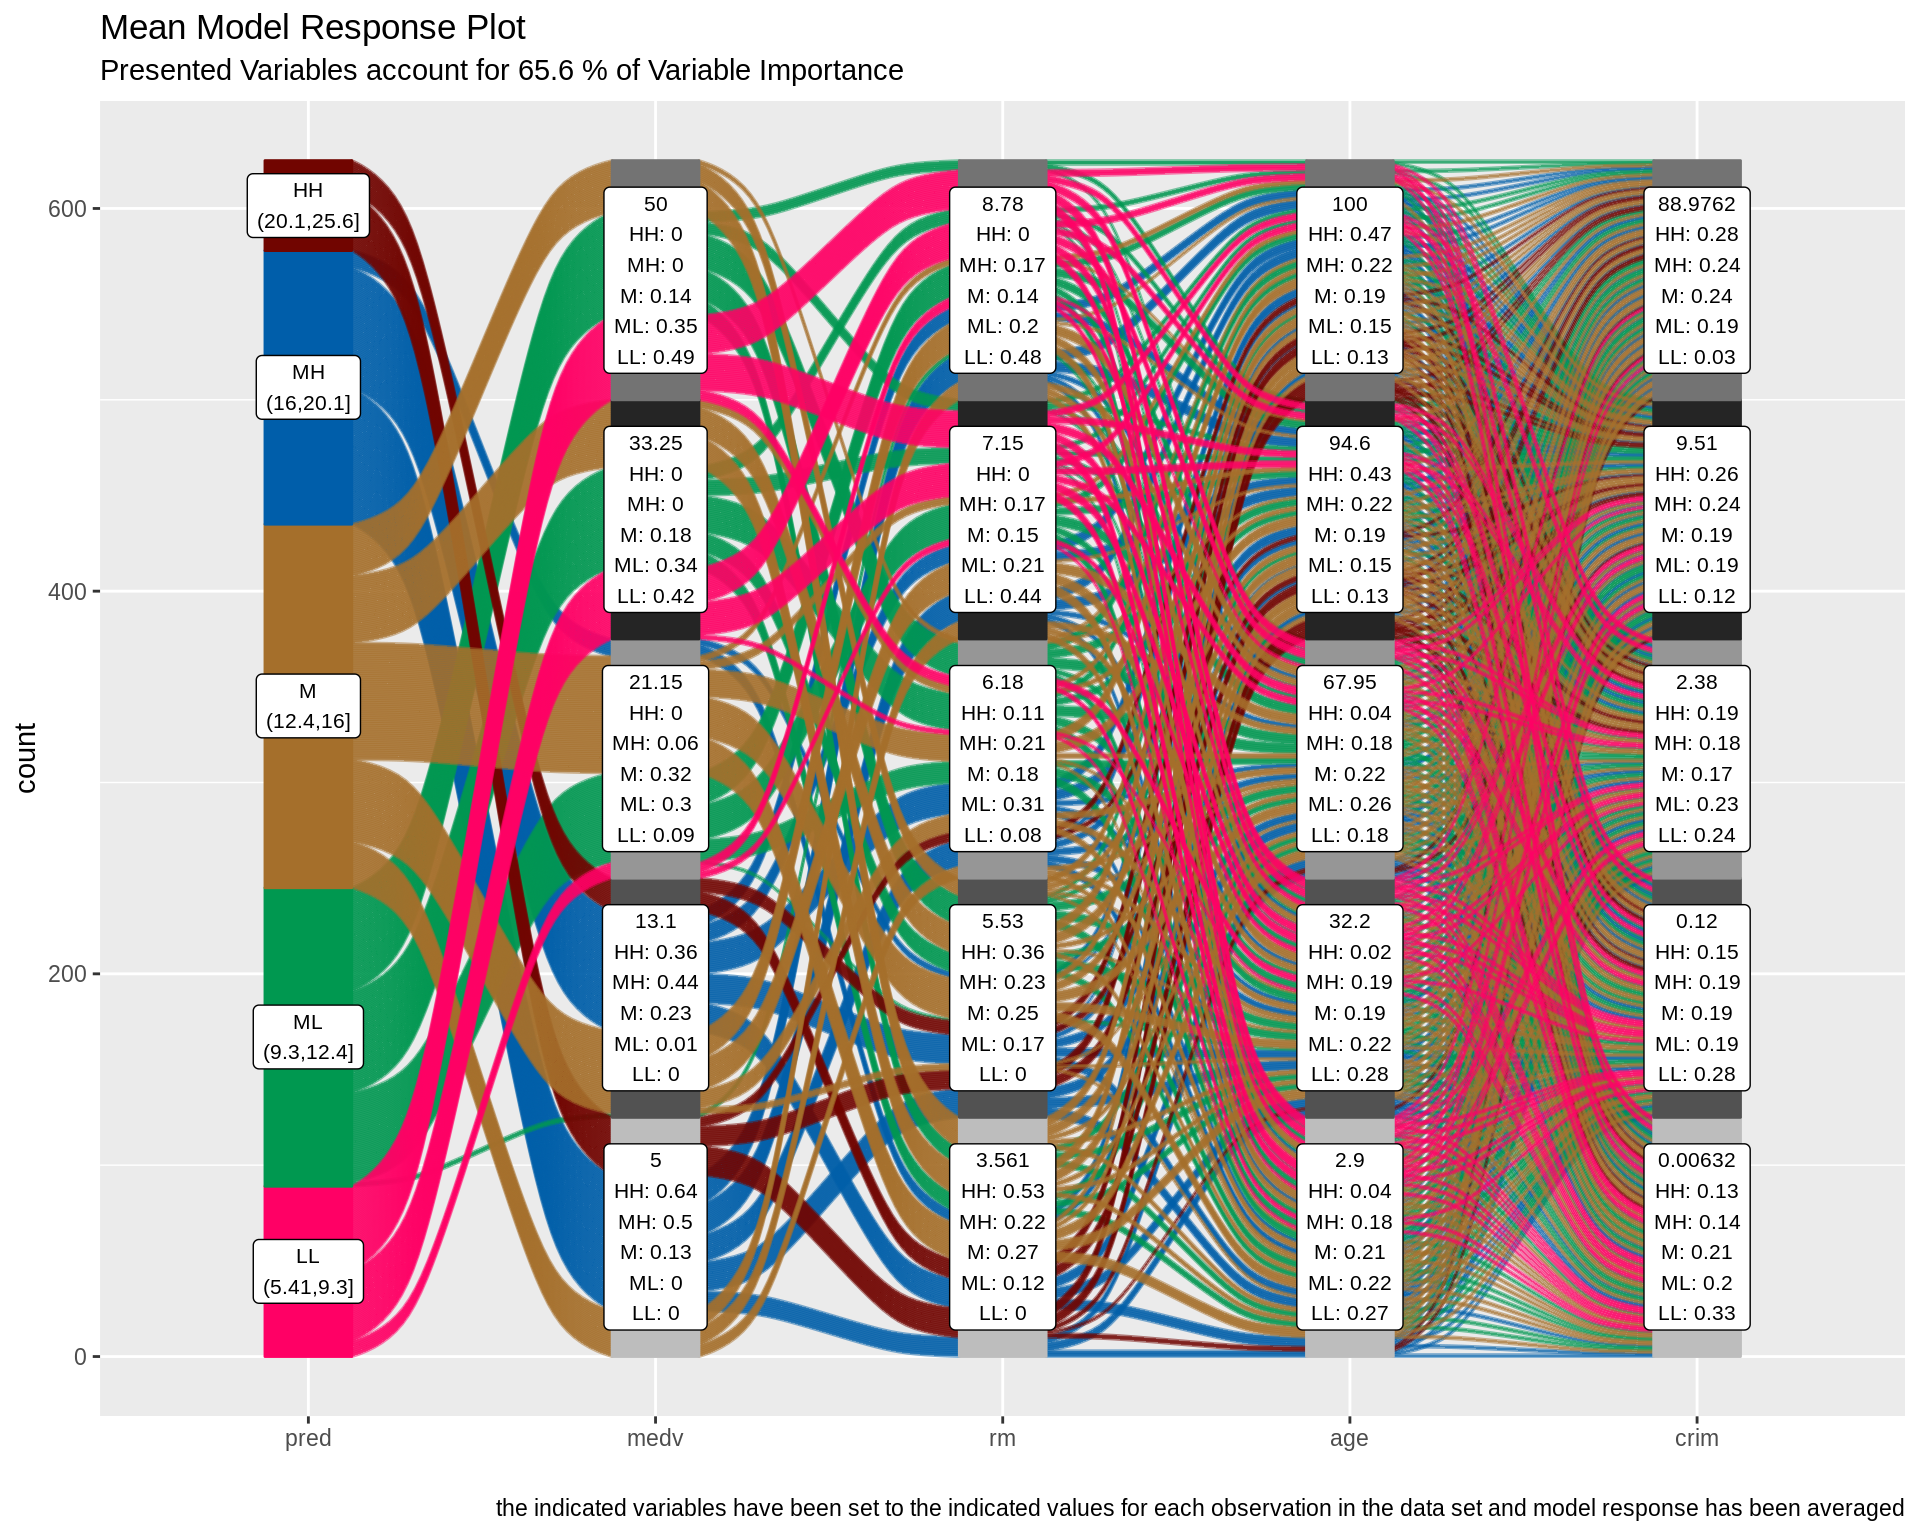 Mean Model Response Plot
Presented Variables account for 65.6 % of Variable Importance
count
600
400
200
0
HH
(20.1,25.6]
MH
(16,20.1]
M
(12.4,16]
ML
(9.3,12.4]
LL
(5.41,9.3]
50
HH: 0
MH: 0
M: 0.14
ML: 0.35
LL: 0.49
33.25
HH: 0
MH: 0
M: 0.18
ML: 0.34
LL: 0.42
21.15
HH: 0
MH: 0.06
M: 0.32
ML: 0.3
LL: 0.09
13.1
HH: 0.36
MH: 0.44
M: 0.23
ML: 0.01
LL: 0
5
HH: 0.64
MH: 0.5
M: 0.13
ML: 0
LL: 0
8.78
HH: 0
MH: 0.17
M: 0.14
ML: 0.2
LL: 0.48
7.15
HH: 0
MH: 0.17
M: 0.15
ML: 0.21
LL: 0.44
6.18
HH: 0.11
MH: 0.21
M: 0.18
ML: 0.31
LL: 0.08
5.53
HH: 0.36
MH: 0.23
M: 0.25
ML: 0.17
LL: 0
3.561
HH: 0.53
MH: 0.22
M: 0.27
ML: 0.12
LL: 0
100
HH: 0.47
MH: 0.22
M: 0.19
ML: 0.15
LL: 0.13
94.6
HH: 0.43
MH: 0.22
M: 0.19
ML: 0.15
LL: 0.13
67.95
HH: 0.04
MH: 0.18
M: 0.22
ML: 0.26
LL: 0.18
32.2
HH: 0.02
MH: 0.19
M: 0.19
ML: 0.22
LL: 0.28
2.9
HH: 0.04
MH: 0.18
M: 0.21
ML: 0.22
LL: 0.27
88.9762
HH: 0.28
MH: 0.24
M: 0.24
ML: 0.19
LL: 0.03
9.51
HH: 0.26
MH: 0.24
M: 0.19
ML: 0.19
LL: 0.12
2.38
HH: 0.19
MH: 0.18
M: 0.17
ML: 0.23
LL: 0.24
0.12
HH: 0.15
MH: 0.19
M: 0.19
ML: 0.19
LL: 0.28
0.00632
HH: 0.13
MH: 0.14
M: 0.21
ML: 0.2
LL: 0.33
pred
medv
rm
age
crim
the indicated variables have been set to the indicated values for each observation in the data set and model response has been averaged